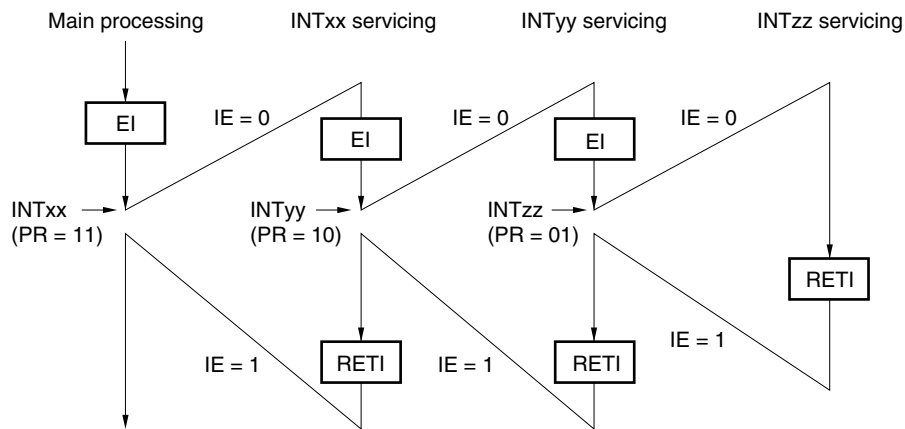 Main processing
INTxx servicing
INTyy servicing
INTzz servicing
IE = 0
IE = 0
IE = 0
EI
EI
EI
INTxx
(PR = 11)
INTyy
(PR = 10)
INTzz
(PR = 01)
RETI
IE = 1
RETI
IE = 1
RETI
IE = 1